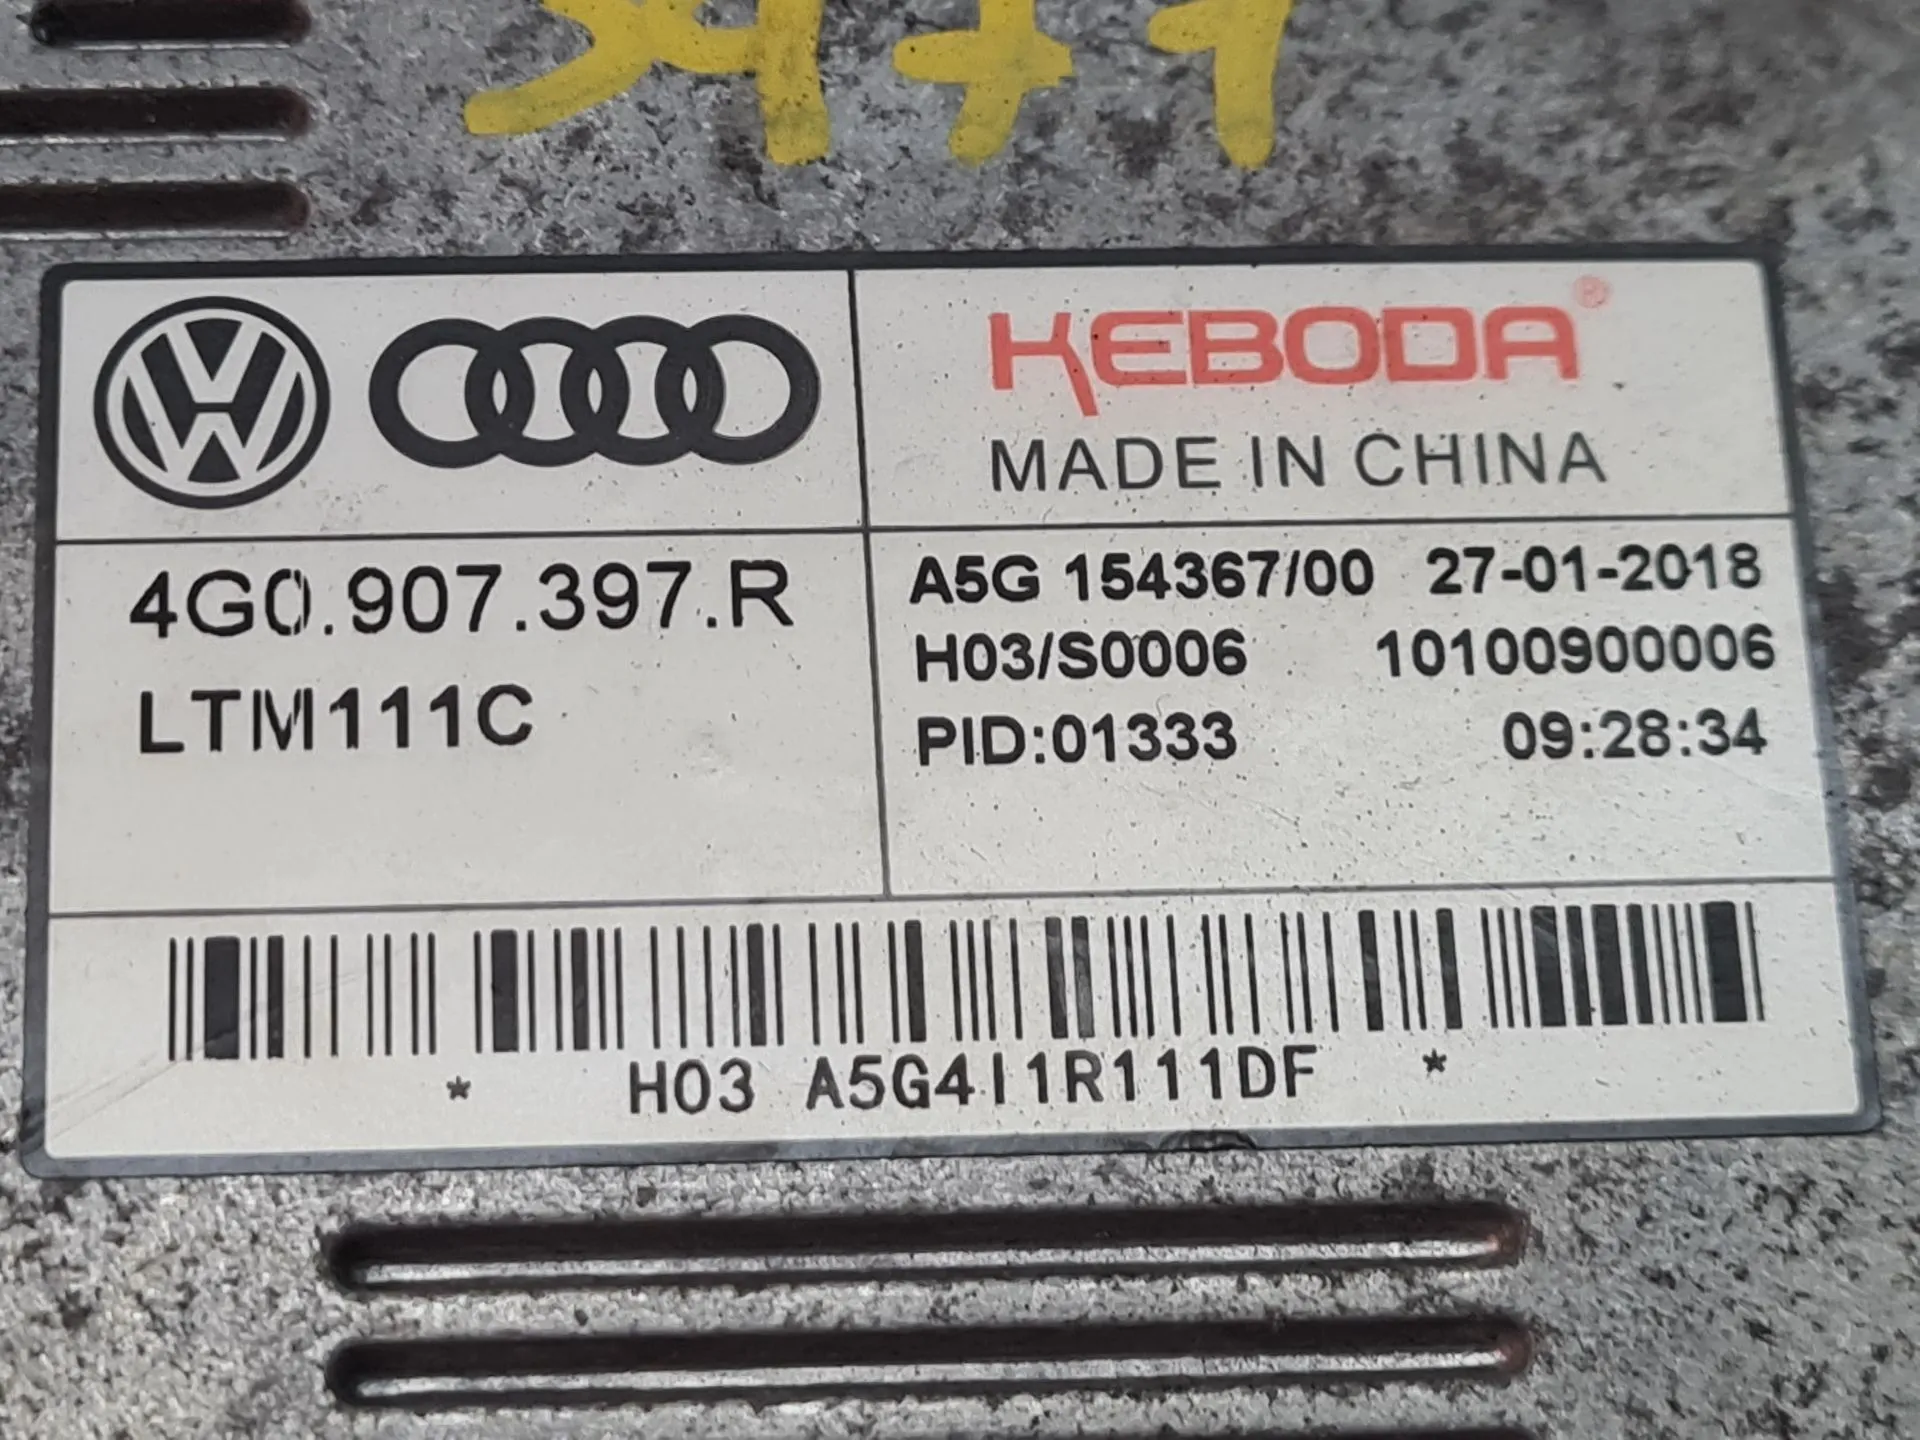 KEBODA®
MADE IN CHINA
4G0.907.397.R
LTM111C
A5G 154367/00 27-01-2018
H03/S0006 10100900006
PID:01333 09:28:34
* H03 A5G4I1R111DF *